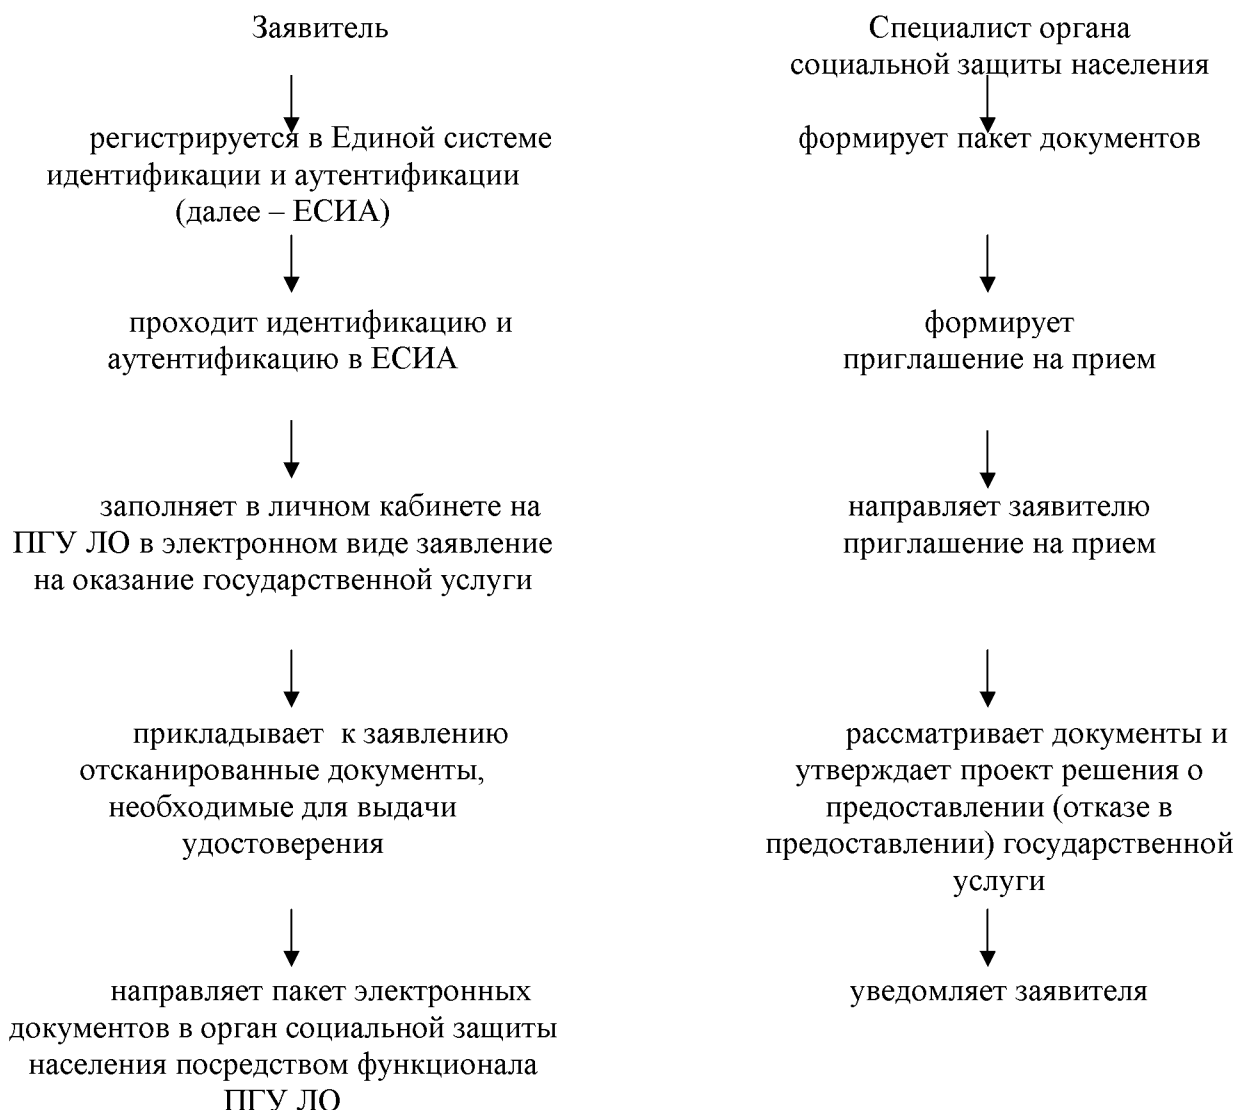 Заявитель
регистрируется в Единой системе
идентификации и аутентификации
(далее – ЕСИА)
проходит идентификацию и
аутентификацию в ЕСИА
заполняет в личном кабинете на
ПГУ ЛО в электронном виде заявление
на оказание государственной услуги
прикладывает к заявлению
отсканированные документы,
необходимые для выдачи
удостоверения
направляет пакет электронных
документов в орган социальной защиты
населения посредством функционала
ПГУ ЛО
Специалист органа
социальной защиты населения
формирует пакет документов
формирует
приглашение на прием
направляет заявителю
приглашение на прием
рассматривает документы и
утверждает проект решения о
предоставлении (отказе в
предоставлении) государственной
услуги
уведомляет заявителя